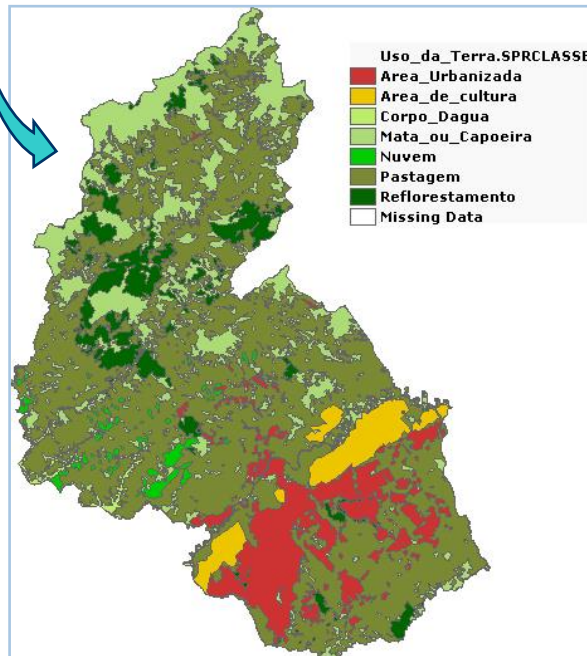 Uso_da_Terra.SPRCLASSE
Area_Urbanizada
Area_de_cultura
Corpo_Dagua
Mata_ou_Capoeira
Nuvem
Pastagem
Reflorestamento
Missing Data